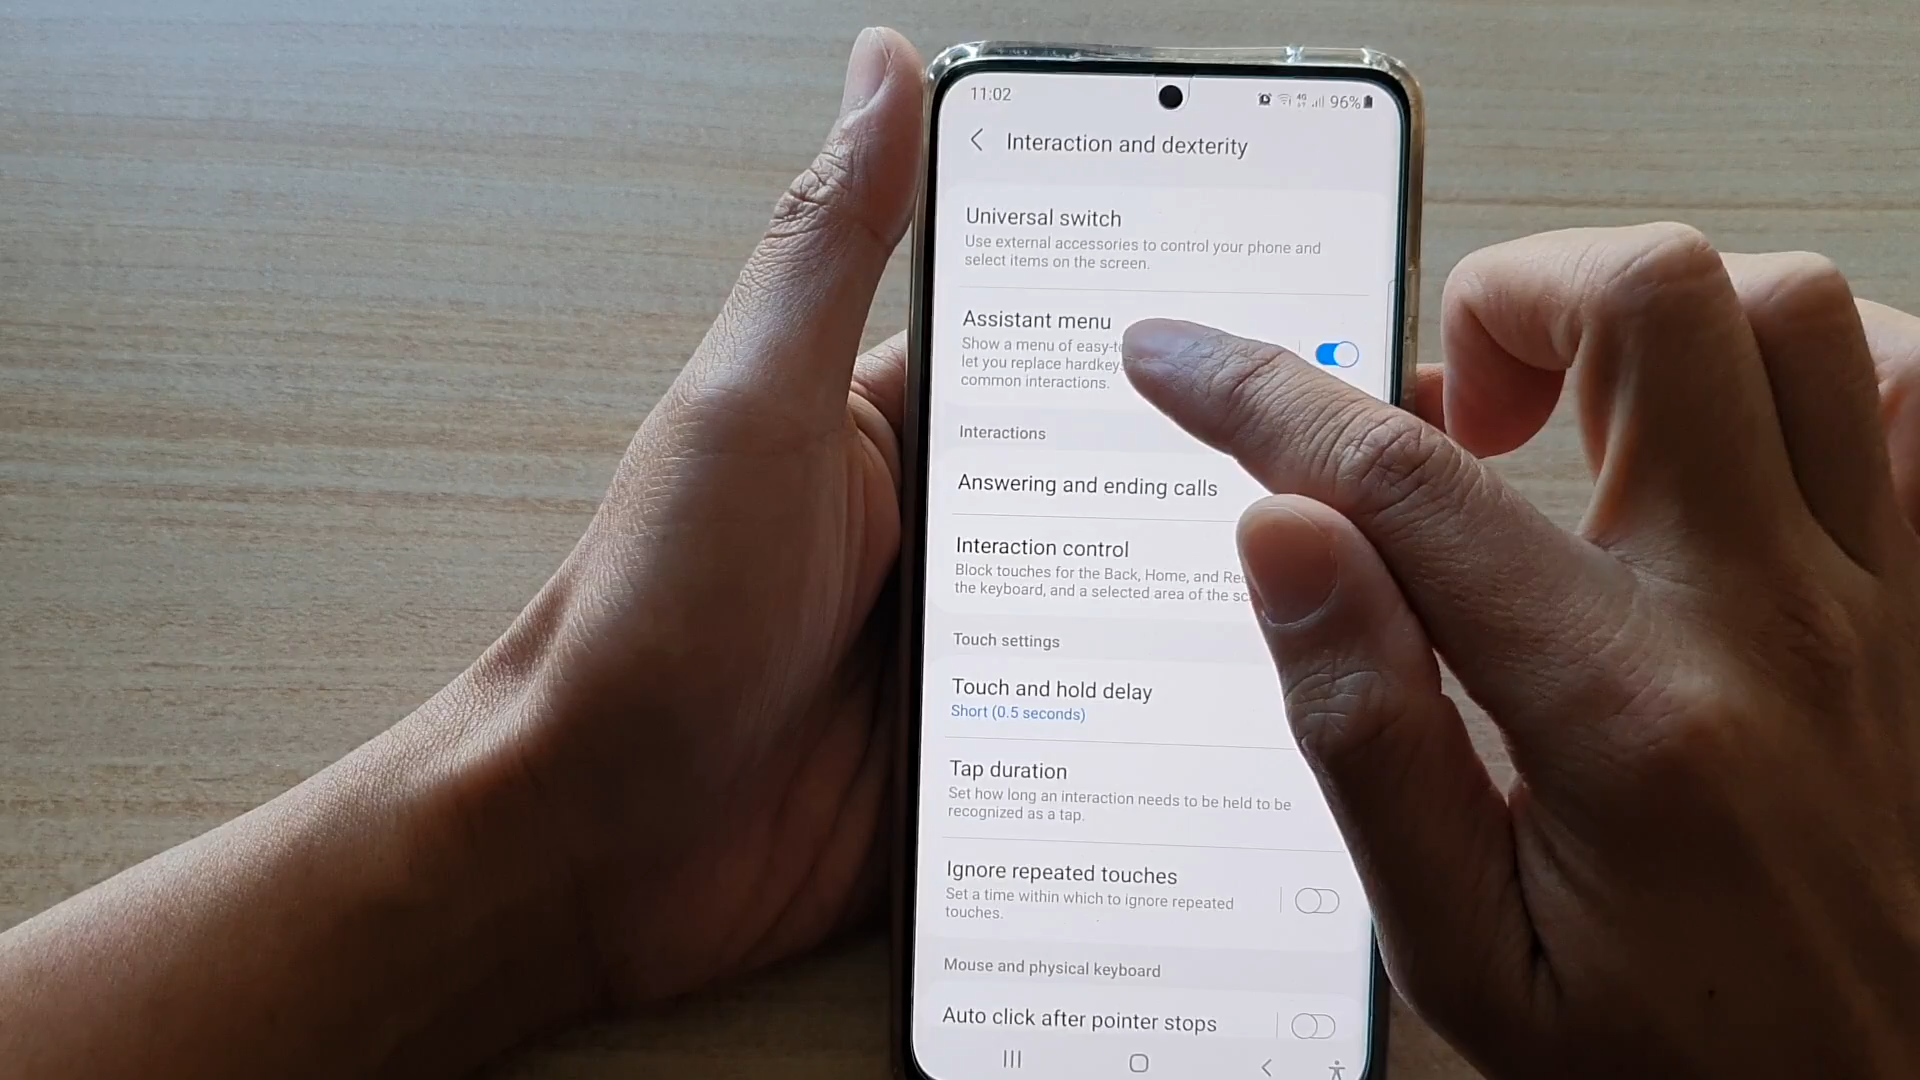 11:02
4G
96%
Interaction and dexterity
Universal switch
Use external accessories to control your phone and
select items on the screen.
Assistant menu
Show a menu of
let you replace
common interactions.
Interactions
Answering and ending calls
Interaction control
Block touches for the Back, Home, and
the keyboard, and a selected area of the
Touch settings
Touch and hold delay
Short (0.5 seconds)
Tap duration
Set how long an interaction needs to be held to be
recognized as a tap.
Ignore repeated touches
Set a time within which to ignore repeated
touches.
Mouse and physical keyboard
Auto click after pointer stops